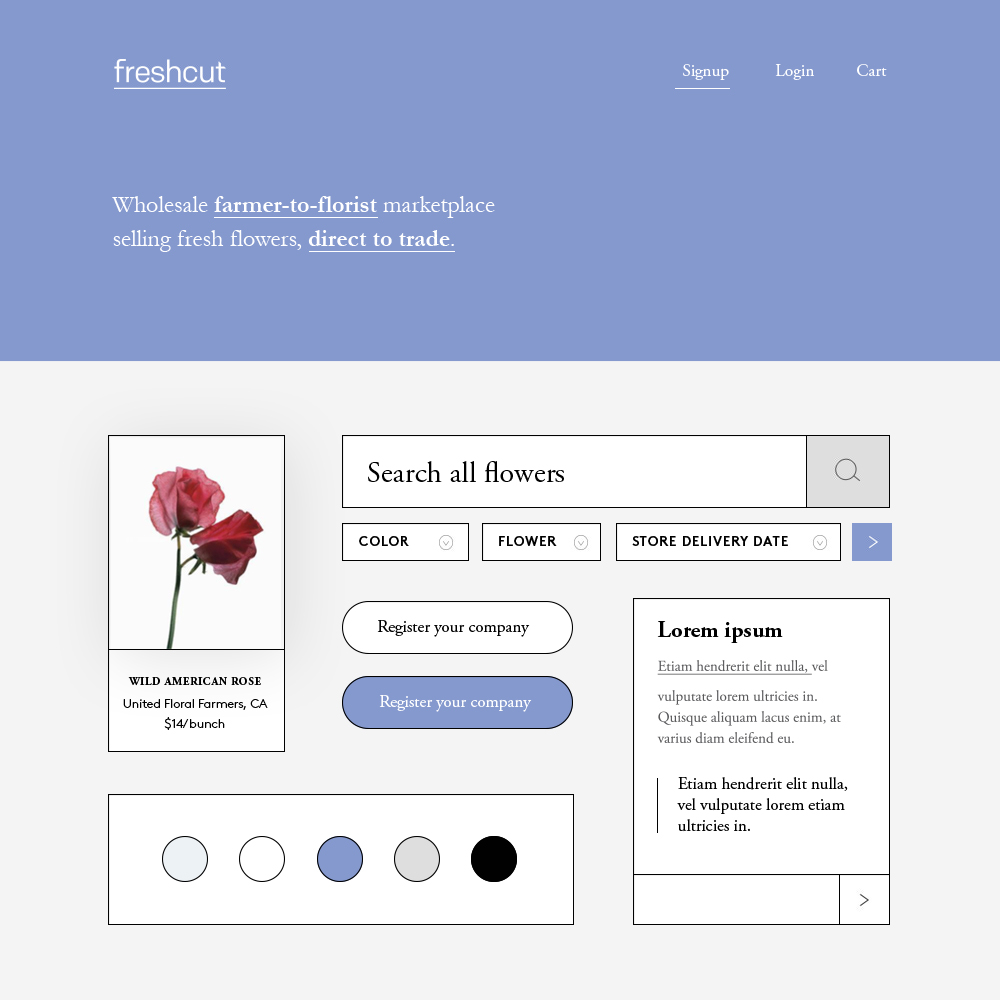 freshcut
Signup
Login
Cart
Wholesale farmer-to-florist marketplace
selling fresh flowers, direct to trade.
Search all flowers
COLOR
FLOWER
STORE DELIVERY DATE
WILD AMERICAN ROSE
United Floral Farmers, CA
$14/bunch
Register your company
Register your company
Lorem ipsum
Etiam hendrerit elit nulla, vel
vulputate lorem ultricies in.
Quisque aliquam lacus enim, at
varius diam eleifend eu.
Etiam hendrerit elit nulla,
vel vulputate lorem etiam
ultricies in.